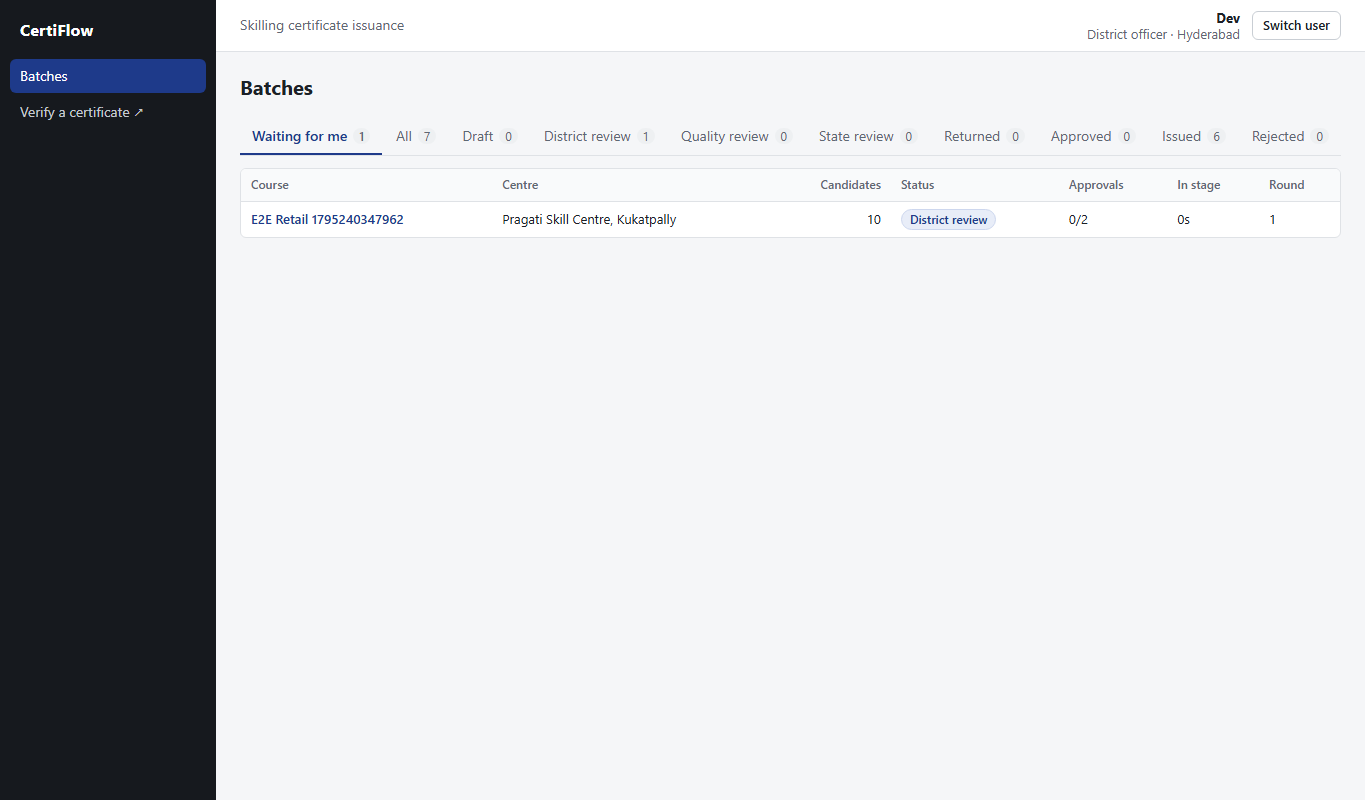 CertiFlow
Batches
Verify a certificate ↗
Skilling certificate issuance
Dev
District officer · Hyderabad
Switch user
Batches
Waiting for me 1 All 7 Draft 0 District review 1 Quality review 0 State review 0 Returned 0 Approved 0 Issued 6 Rejected 0
Course Centre Candidates Status Approvals In stage Round
E2E Retail 1795240347962 Pragati Skill Centre, Kukatpally 10 District review 0/2 0s 1